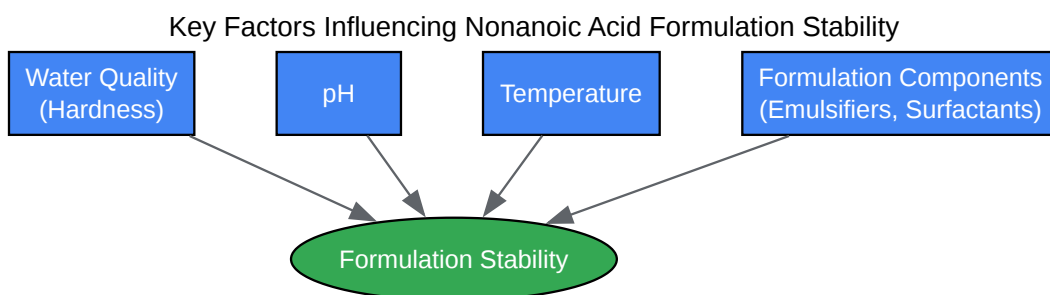 Key Factors Influencing Nonanoic Acid Formulation Stability
Water Quality
(Hardness)
pH
Temperature
Formulation Components
(Emulsifiers, Surfactants)
Formulation Stability